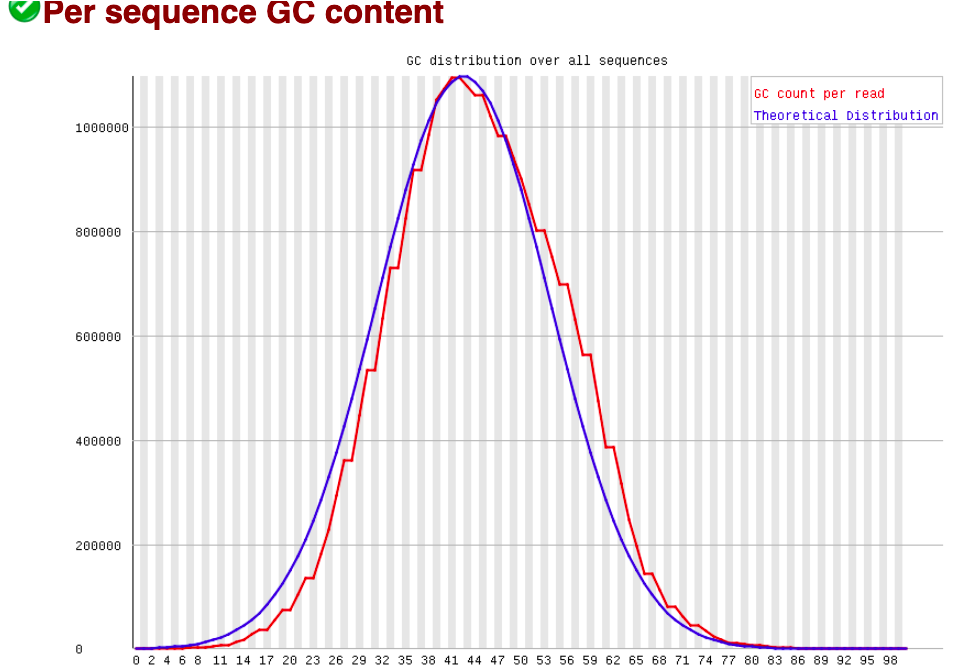 Per sequence GC content
GC distribution over all sequences
GC count per read
Theoretical Distribution
1000000
800000
600000
400000
200000
0
0 2 4 6 8 11 14 17 20 23 26 29 32 35 38 41 44 47 50 53 56 59 62 65 68 71 74 77 80 83 86 89 92 95 98